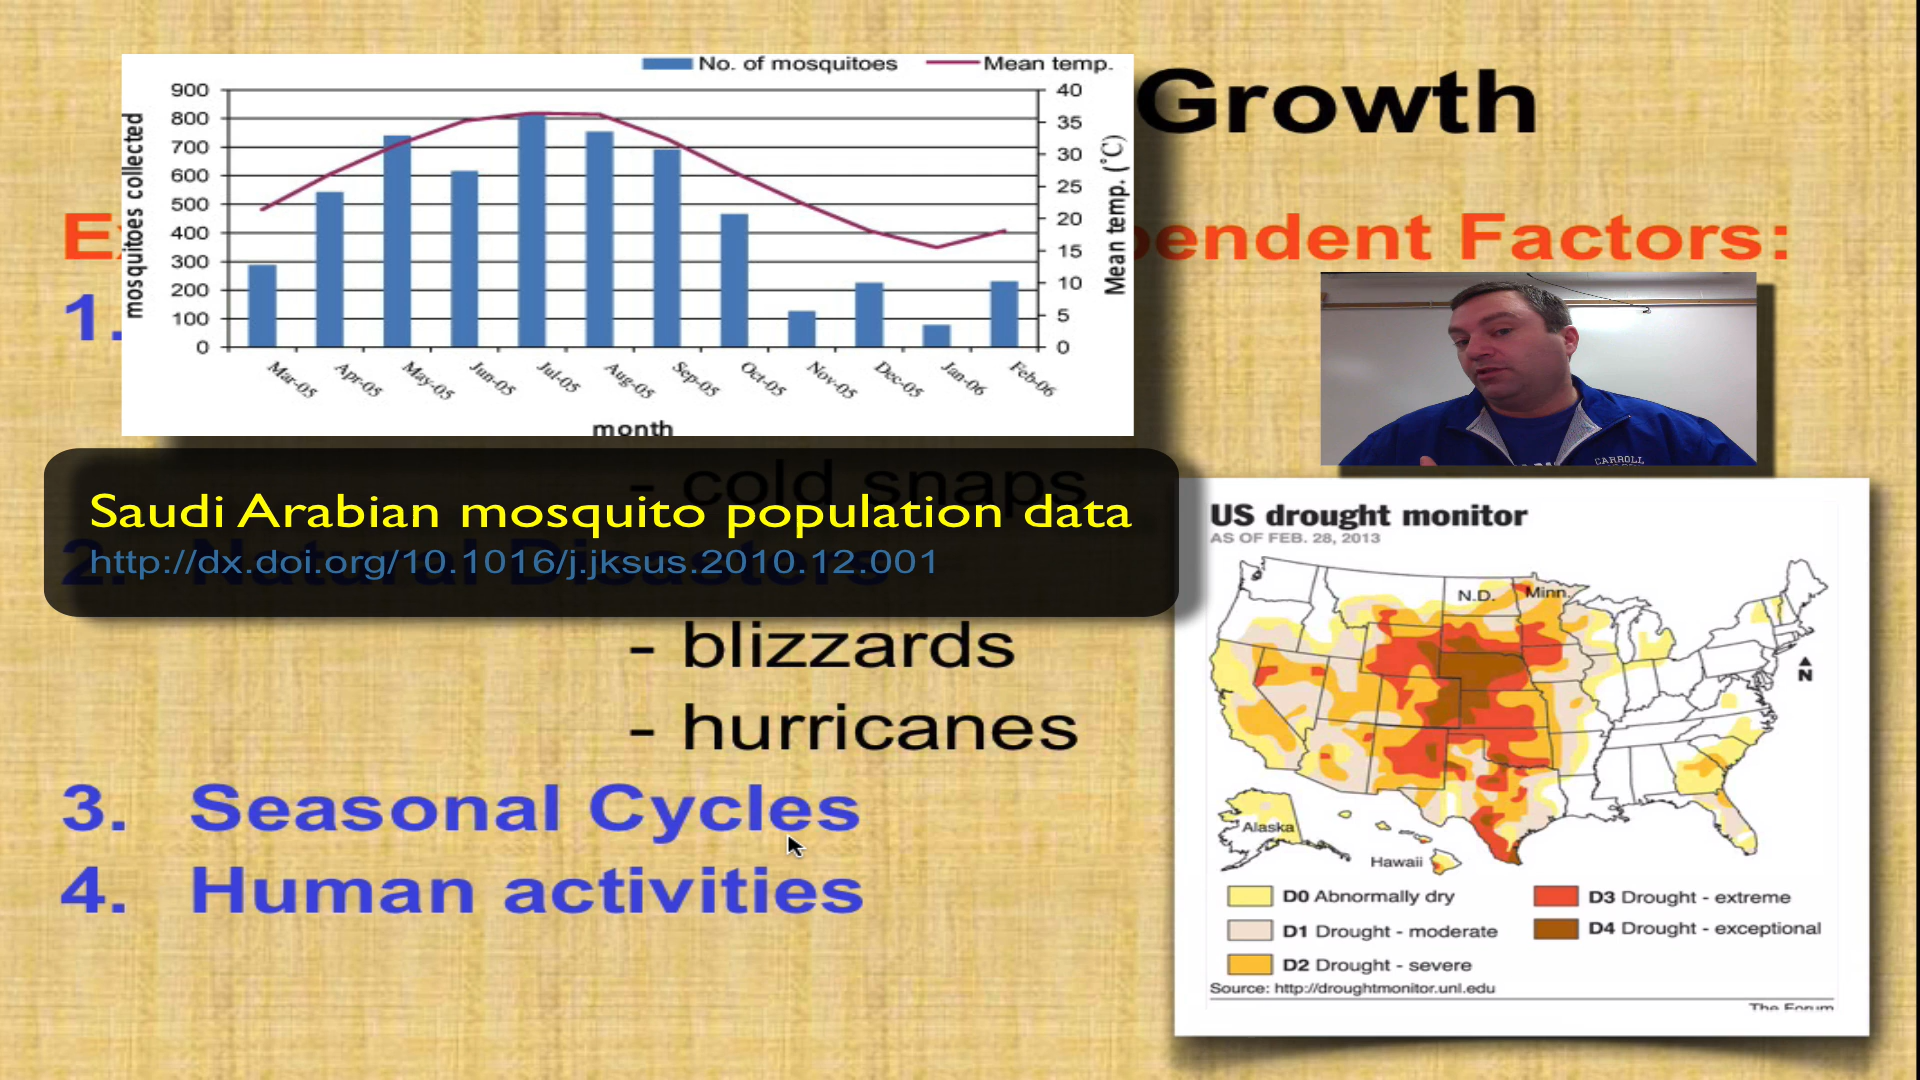 No. of mosquitoes
Mean temp.
900
800
700
600
500
400
300
200
100
0
mosquitoes collected
40
35
30
25
20
15
10
5
0
Mean temp. (°C)
Mar-05
Apr-05
May-05
Jun-05
Jul-05
Aug-05
Sep-05
Oct-05
Nov-05
Dec-05
Jan-06
Feb-06
month
Growth
pendent Factors:
1.
- cold snaps
Saudi Arabian mosquito population data
http://dx.doi.org/10.1016/j.jksus.2010.12.001
2. Natural Disasters
- blizzards
- hurricanes
3. Seasonal Cycles
4. Human activities
CARROLL
US drought monitor
AS OF FEB. 28, 2013
N.D.
Minn.
N
Alaska
Hawaii
D0 Abnormally dry
D1 Drought - moderate
D2 Drought - severe
D3 Drought - extreme
D4 Drought - exceptional
Source: http://droughtmonitor.unl.edu
The Forum